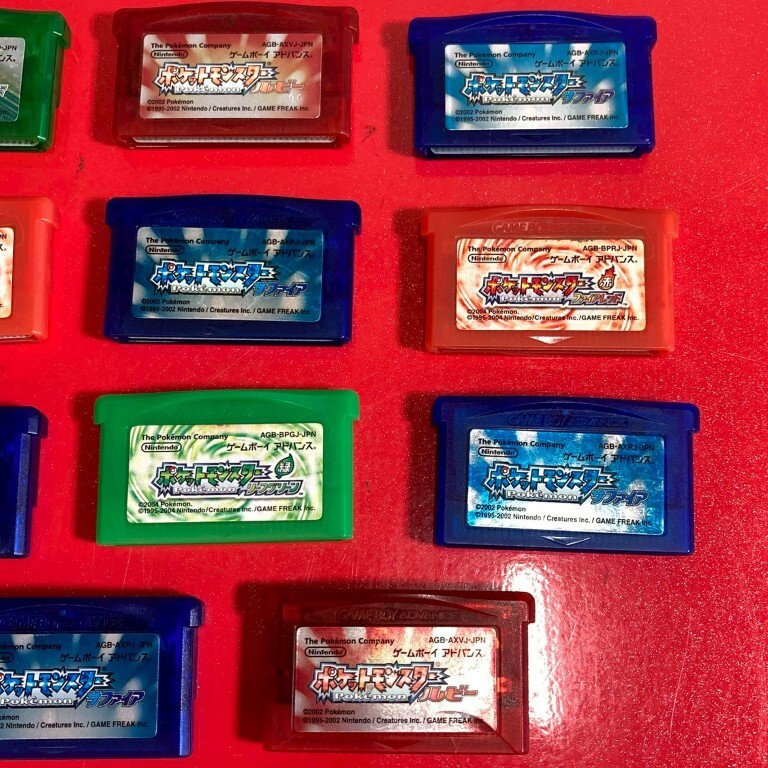 -JPN
The Pokémon Company AGB-AXVJ-JPN
Nintendo ゲームボーイ アドバンス®
ポケットモンスター
Pokémon ルビー
©2002 Pokémon
©1995-2002 Nintendo / Creatures Inc. / GAME FREAK Inc.
The Pokémon Company AGB-AXPJ-JPN
Nintendo ゲームボーイ アドバンス®
ポケットモンスター
Pokémon サファイア
©2002 Pokémon
©1995-2002 Nintendo / Creatures Inc. / GAME FREAK Inc.
The Pokémon Company AGB-AXPJ-JPN
Nintendo ゲームボーイ アドバンス®
ポケットモンスター
Pokémon サファイア
©2002 Pokémon
©1995-2002 Nintendo / Creatures Inc. / GAME FREAK Inc.
GAME
The Pokémon Company AGB-BPRJ-JPN
Nintendo ゲームボーイ アドバンス®
ポケットモンスター 赤
Pokémon ファイアレッド
©2004 Pokémon.
©1995-2004 Nintendo/Creatures Inc./GAME FREAK Inc.
The Pokémon Company AGB-BPGJ-JPN
Nintendo ゲームボーイ アドバンス®
ポケットモンスター 緑
Pokémon リーフグリーン
©2004 Pokémon.
©1995-2004 Nintendo/Creatures Inc./GAME FREAK Inc.
The Pokémon Company AGB-AXPJ-JPN
Nintendo ゲームボーイ アドバンス®
ポケットモンスター
Pokémon サファイア
©2002 Pokémon
©1995-2002 Nintendo / Creatures Inc. / GAME FREAK Inc.
AGB-AXPJ-JPN
ゲームボーイ アドバンス®
ケットモンスター
Pokémon サファイア
Pokémon
2002 Nintendo / Creatures Inc. / GAME FREAK Inc.
GAME BOY ADVANCE
The Pokémon Company AGB-AXVJ-JPN
Nintendo ゲームボーイ アドバンス®
ポケットモンスター
Pokémon ルビー
©2002 Pokémon
©1995-2002 Nintendo / Creatures Inc. / GAME FREAK Inc.